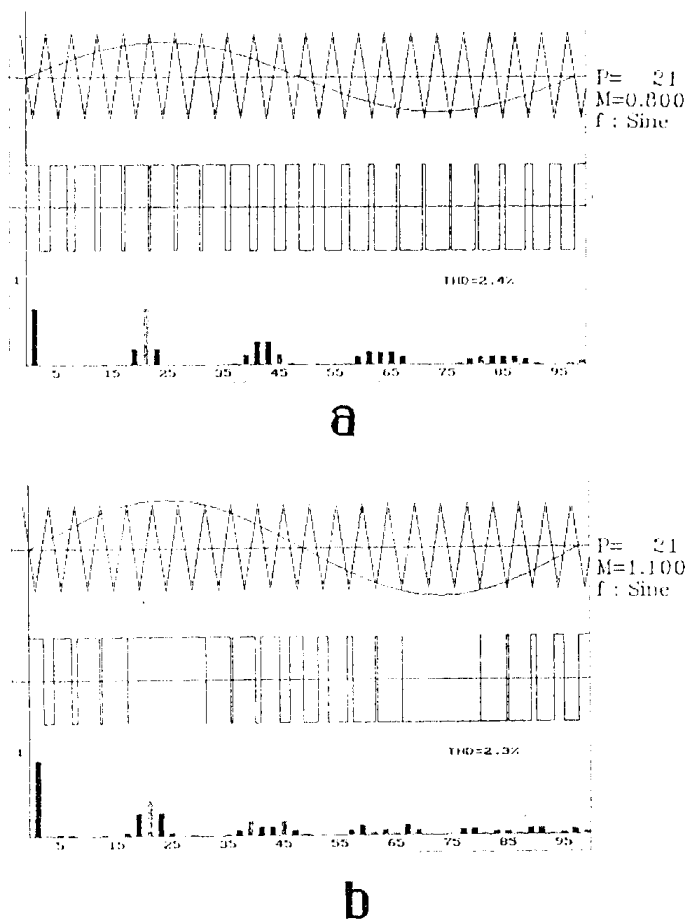 P= 21
M=0.800
f : Sine
1
THD=2.4%
5 15 25 35 45 55 65 75 85 95
a
P= 21
M=1.100
f : Sine
1
THD=2.3%
5 15 25 35 45 55 65 75 85 95
b